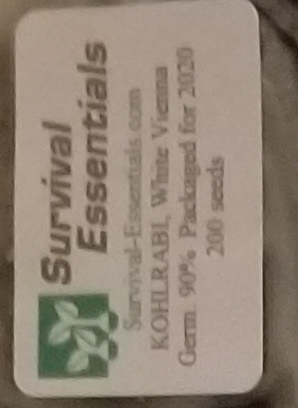 Survival
Essentials
Survival-Essentials.com
KOHLRABI, White Vienna
Germ. 90% Packaged for 2020
200 seeds